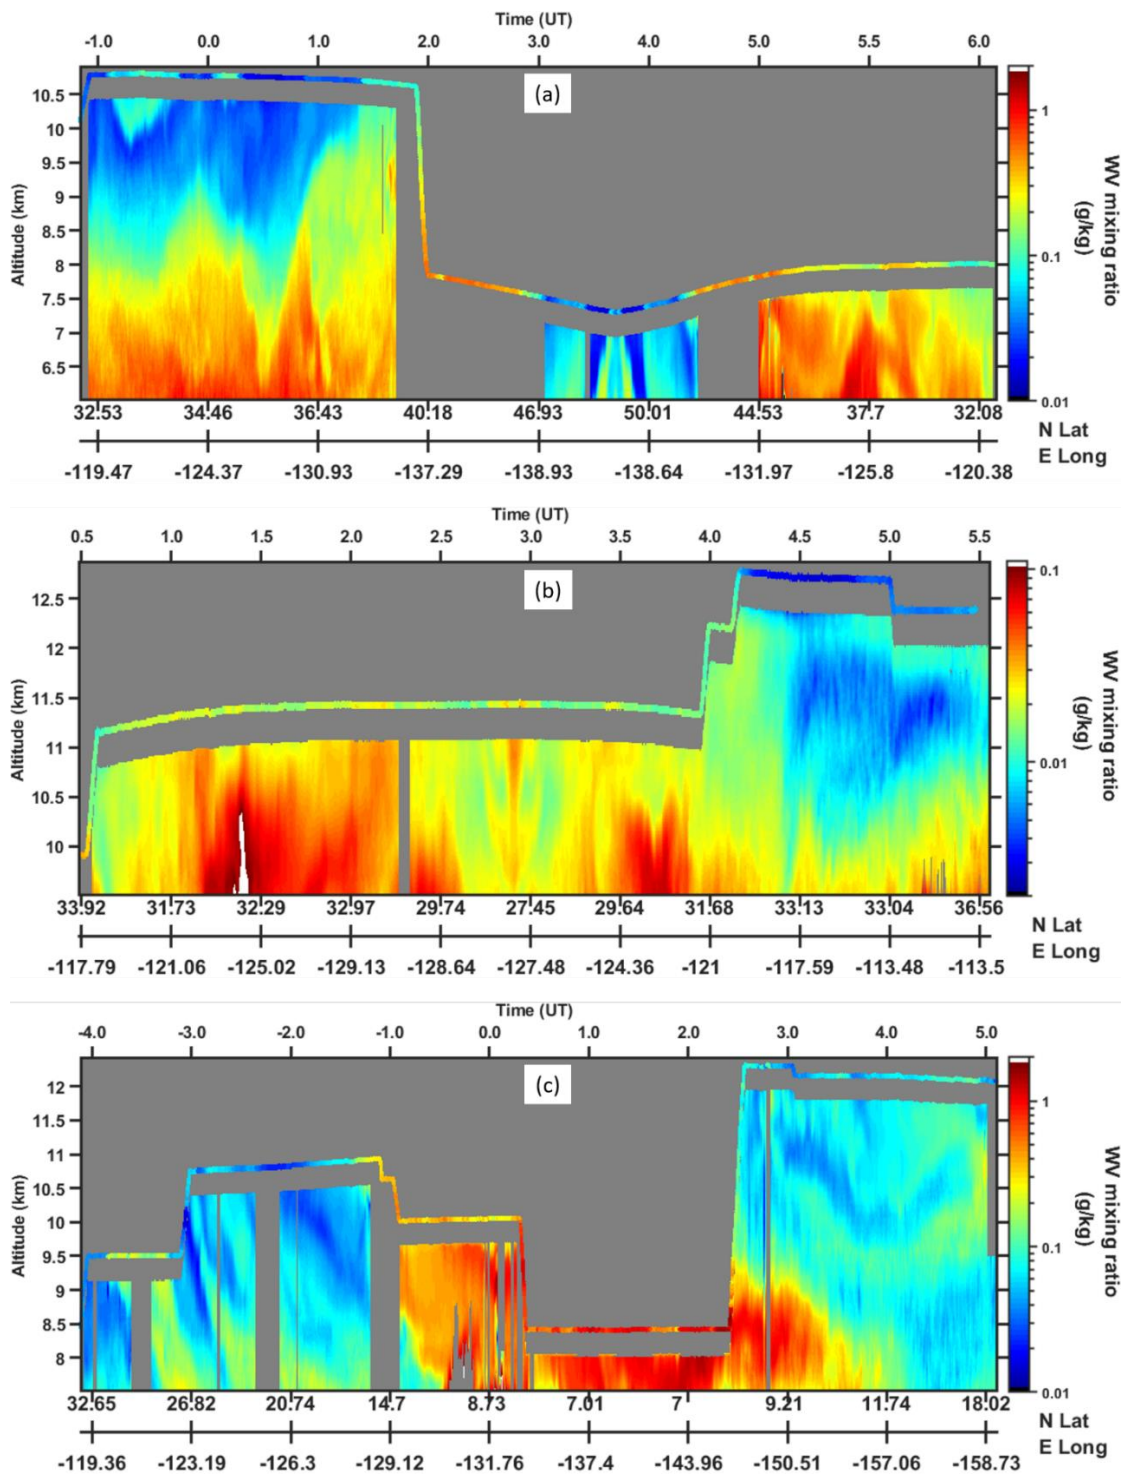 Time (UT)
-1.0 0.0 1.0 2.0 3.0 4.0 5.0 5.5 6.0
(a)
Altitude (km)
10.5
10
9.5
9
8.5
8
7.5
7
6.5
1
0.1
0.01
WV mixing ratio
(g/kg)
32.53 34.46 36.43 40.18 46.93 50.01 44.53 37.7 32.08
N Lat
E Long
-119.47 -124.37 -130.93 -137.29 -138.93 -138.64 -131.97 -125.8 -120.38
Time (UT)
0.5 1.0 1.5 2.0 2.5 3.0 3.5 4.0 4.5 5.0 5.5
(b)
Altitude (km)
12.5
12
11.5
11
10.5
10
0.1
0.01
WV mixing ratio
(g/kg)
33.92 31.73 32.29 32.97 29.74 27.45 29.64 31.68 33.13 33.04 36.56
N Lat
E Long
-117.79 -121.06 -125.02 -129.13 -128.64 -127.48 -124.36 -121 -117.59 -113.48 -113.5
Time (UT)
-4.0 -3.0 -2.0 -1.0 0.0 1.0 2.0 3.0 4.0 5.0
(c)
Altitude (km)
12
11.5
11
10.5
10
9.5
9
8.5
8
1
0.1
0.01
WV mixing ratio
(g/kg)
32.65 26.82 20.74 14.7 8.73 7.01 7 9.21 11.74 18.02
N Lat
E Long
-119.36 -123.19 -126.3 -129.12 -131.76 -137.4 -143.96 -150.51 -157.06 -158.73